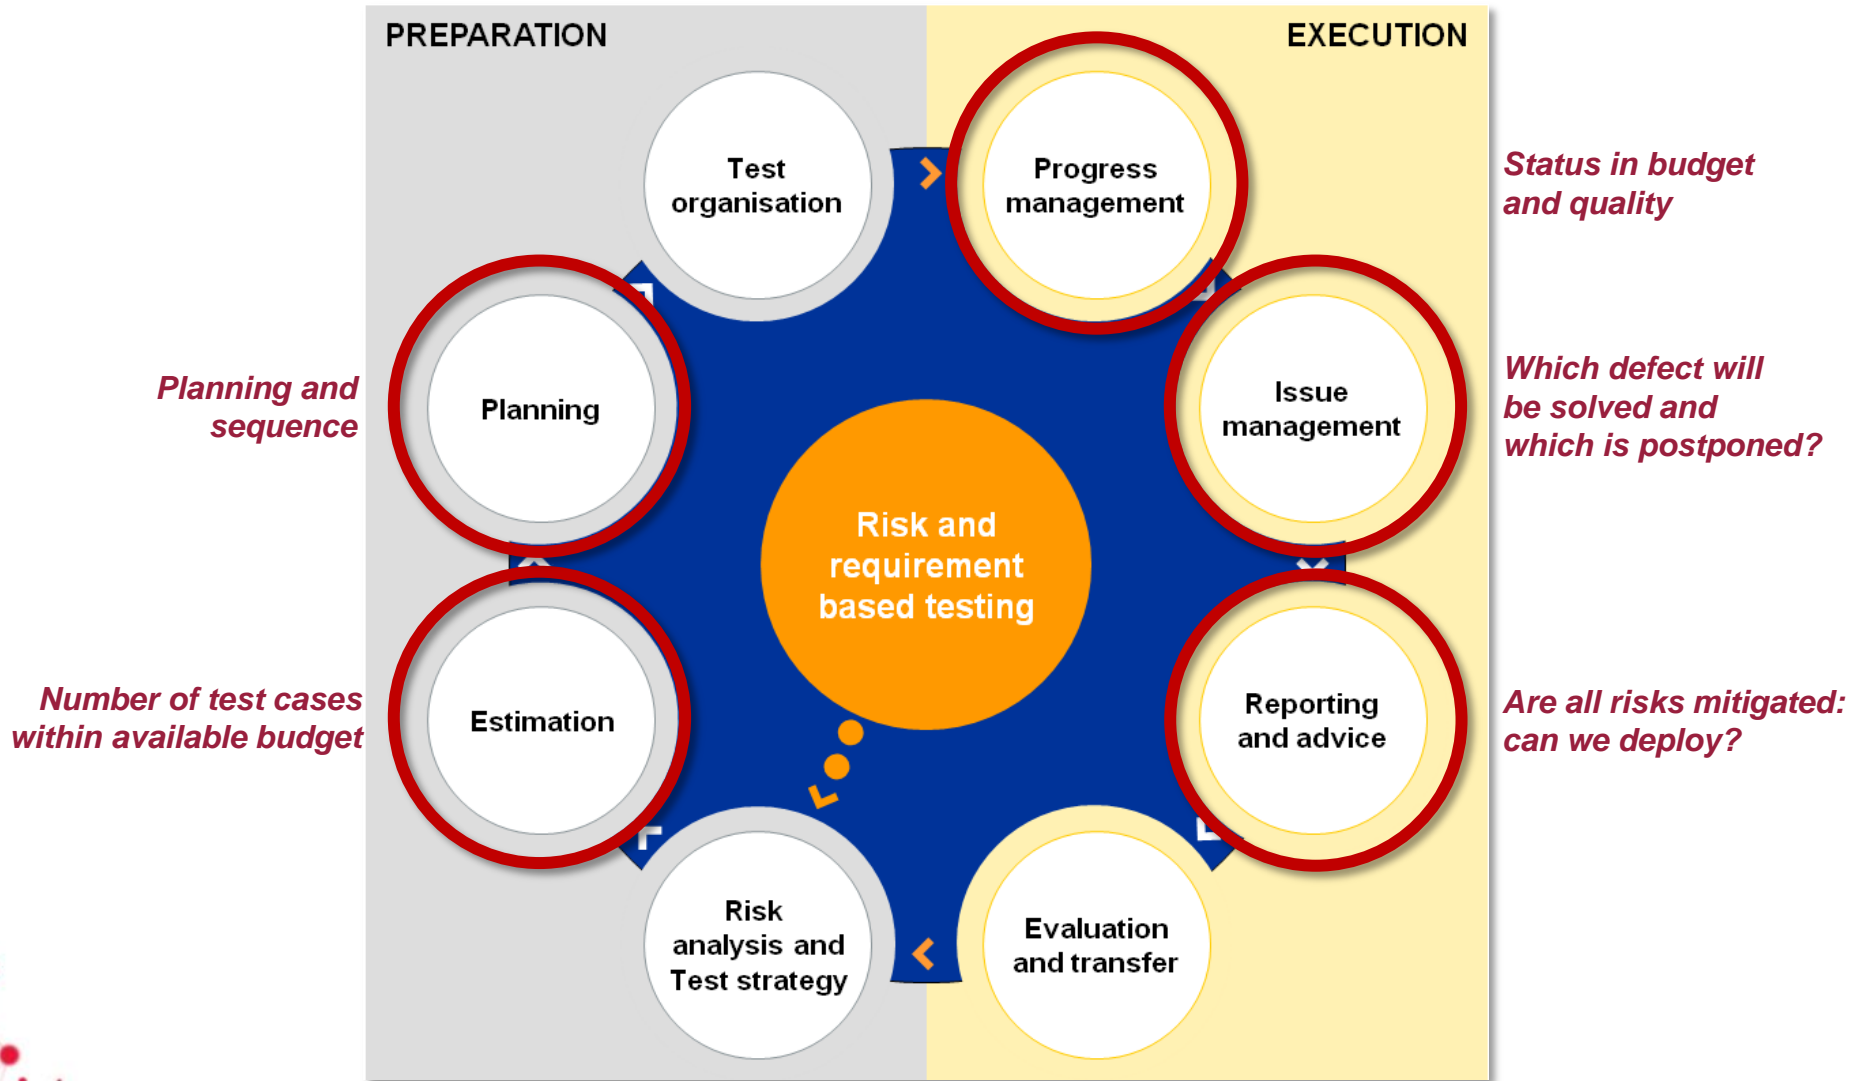 PREPARATION
EXECUTION
Test
organisation
Progress
management
Status in budget
and quality
Planning and
sequence
Planning
Issue
management
Which defect will
be solved and
which is postponed?
Risk and
requirement
based testing
Number of test cases
within available budget
Estimation
Reporting
and advice
Are all risks mitigated:
can we deploy?
Risk
analysis and
Test strategy
Evaluation
and transfer